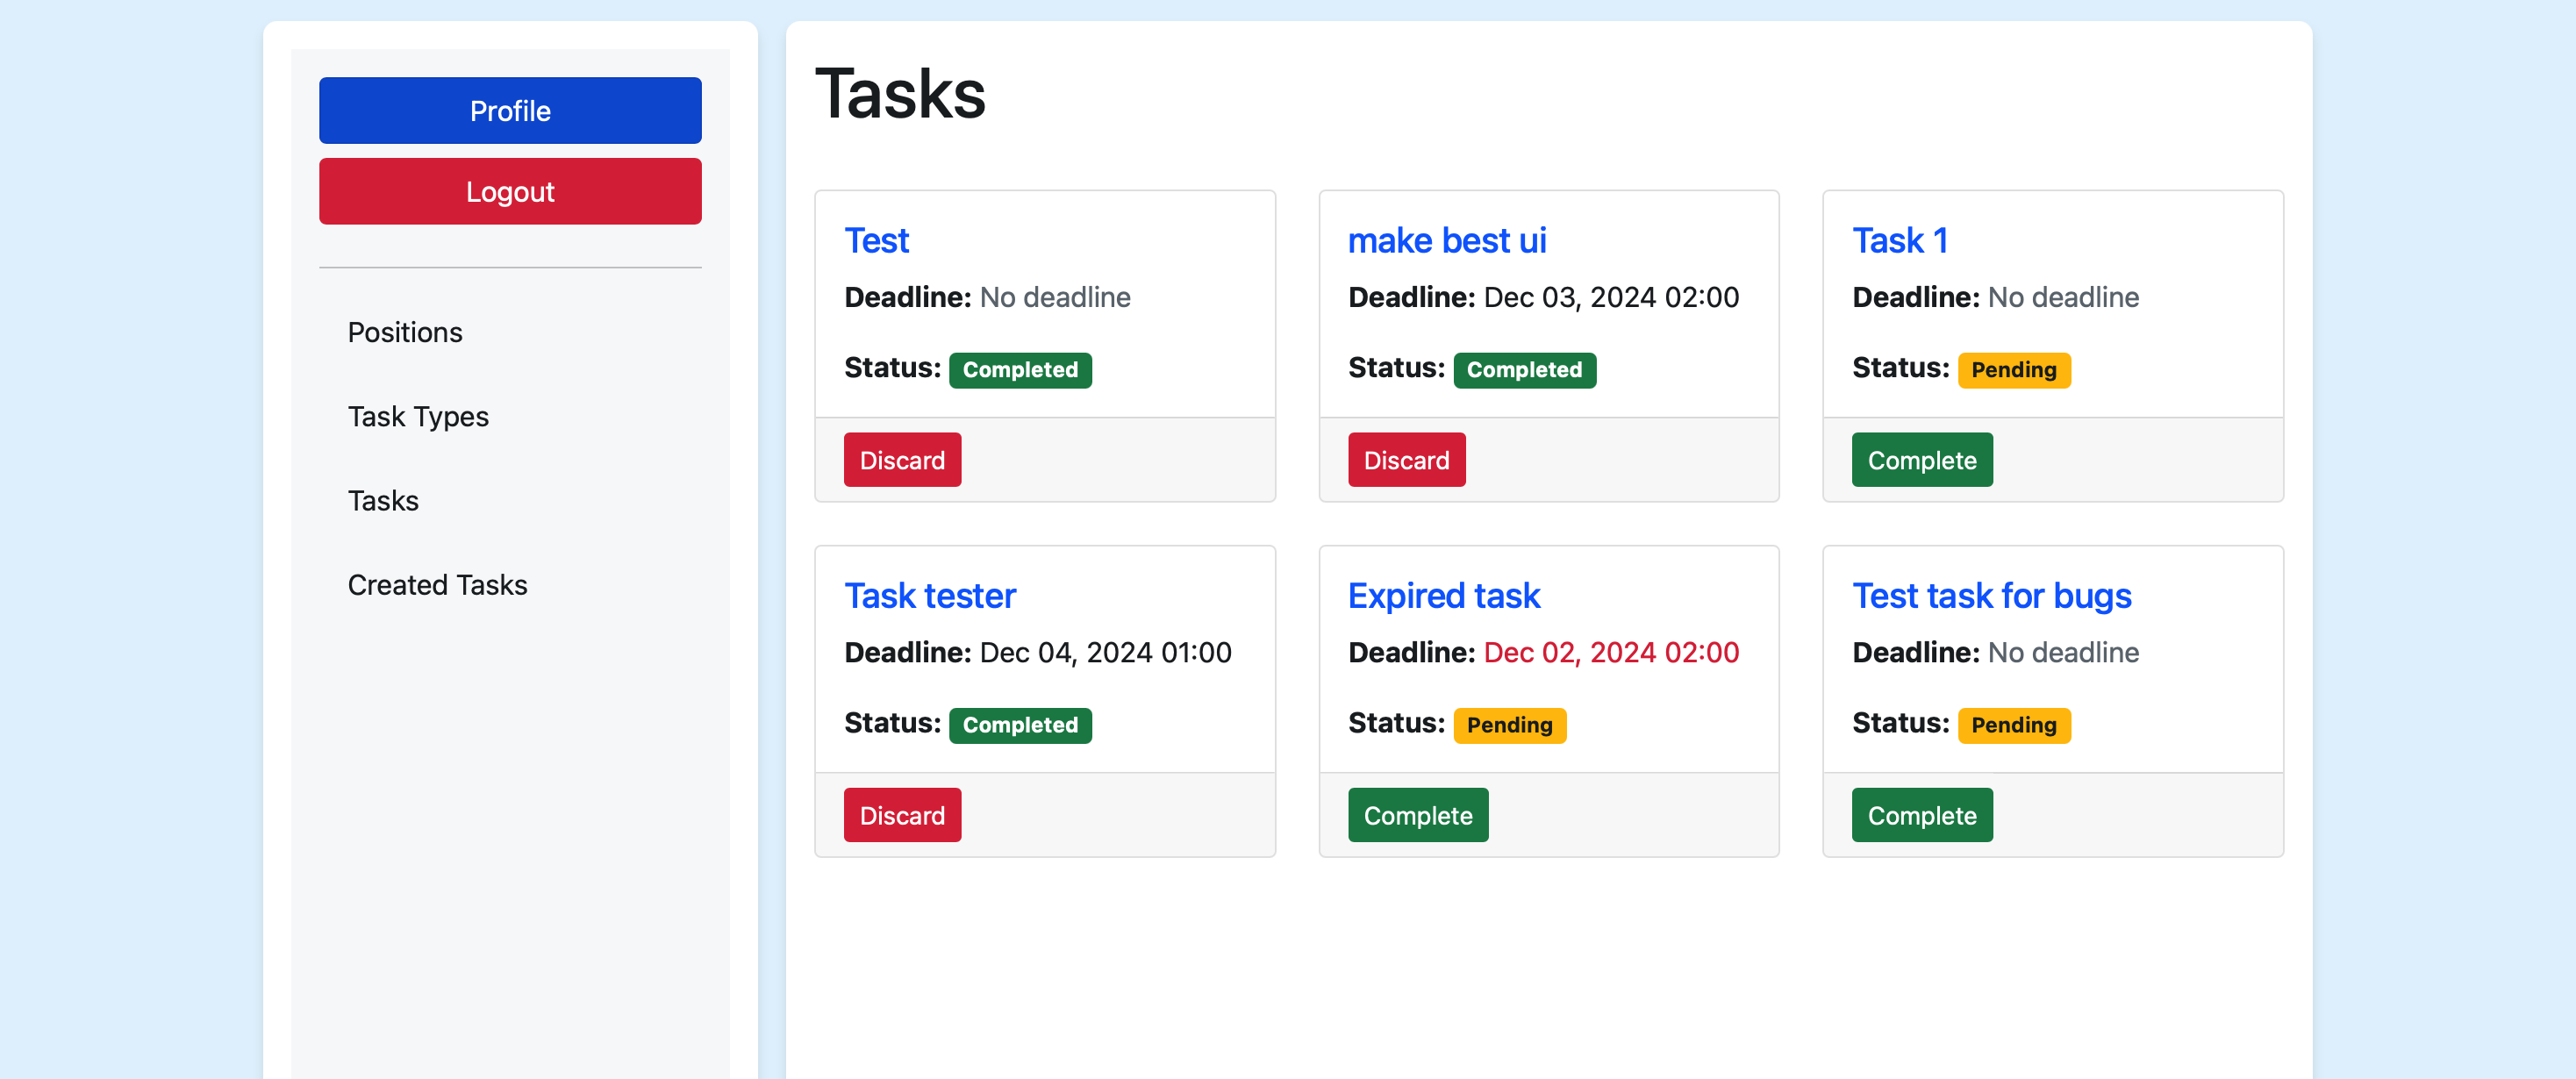 Profile
Logout
Positions
Task Types
Tasks
Created Tasks
Tasks
Test
Deadline: No deadline
Status: Completed
Discard
make best ui
Deadline: Dec 03, 2024 02:00
Status: Completed
Discard
Task 1
Deadline: No deadline
Status: Pending
Complete
Task tester
Deadline: Dec 04, 2024 01:00
Status: Completed
Discard
Expired task
Deadline: Dec 02, 2024 02:00
Status: Pending
Complete
Test task for bugs
Deadline: No deadline
Status: Pending
Complete